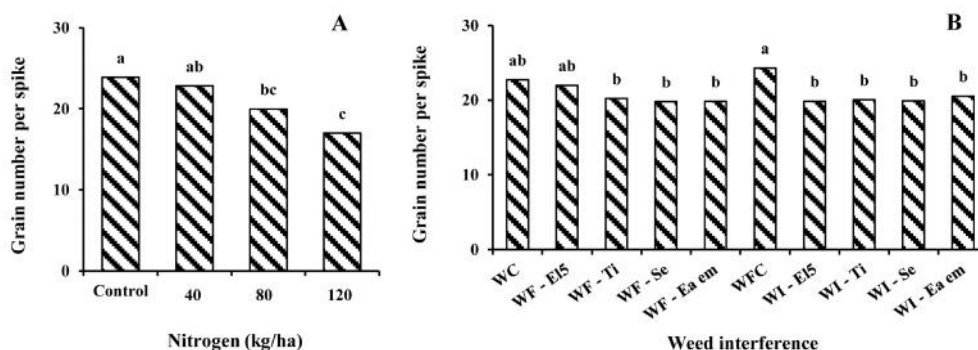 A
Grain number per spike
30
20
10
0
a
ab
bc
c
Control
40
80
120
Nitrogen (kg/ha)
B
Grain number per spike
30
20
10
0
ab
ab
b
b
b
a
b
b
b
b
WC
WF - El5
WF - Ti
WF - Se
WF - Ea em
WFC
WI - El5
WI - Ti
WI - Se
WI - Ea em
Weed interference